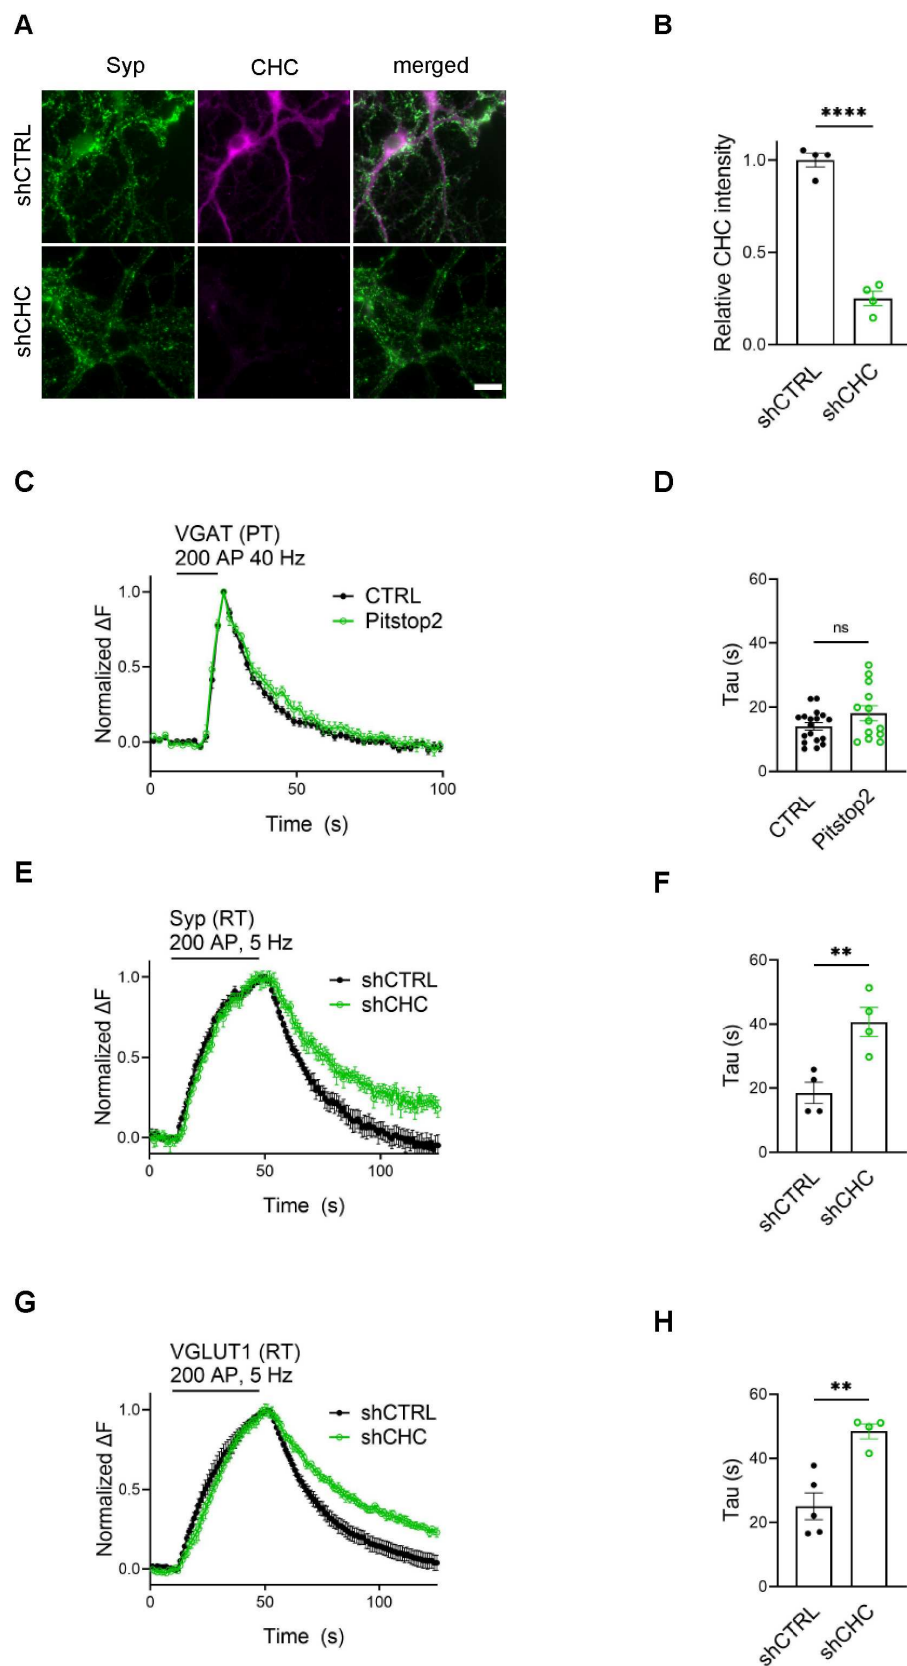 A
Syp
CHC
merged
shCTRL
shCHC
B
****
Relative CHC intensity
1.0
0.5
0.0
shCTRL
shCHC
C
VGAT (PT)
200 AP 40 Hz
CTRL
Pitstop2
Normalized ΔF
1.0
0.5
0.0
0
50
100
Time (s)
D
ns
Tau (s)
60
40
20
0
CTRL
Pitstop2
E
Syp (RT)
200 AP, 5 Hz
shCTRL
shCHC
Normalized ΔF
1.0
0.5
0.0
0
50
100
Time (s)
F
**
Tau (s)
60
40
20
0
shCTRL
shCHC
G
VGLUT1 (RT)
200 AP, 5 Hz
shCTRL
shCHC
Normalized ΔF
1.0
0.5
0.0
0
50
100
Time (s)
H
**
Tau (s)
60
40
20
0
shCTRL
shCHC